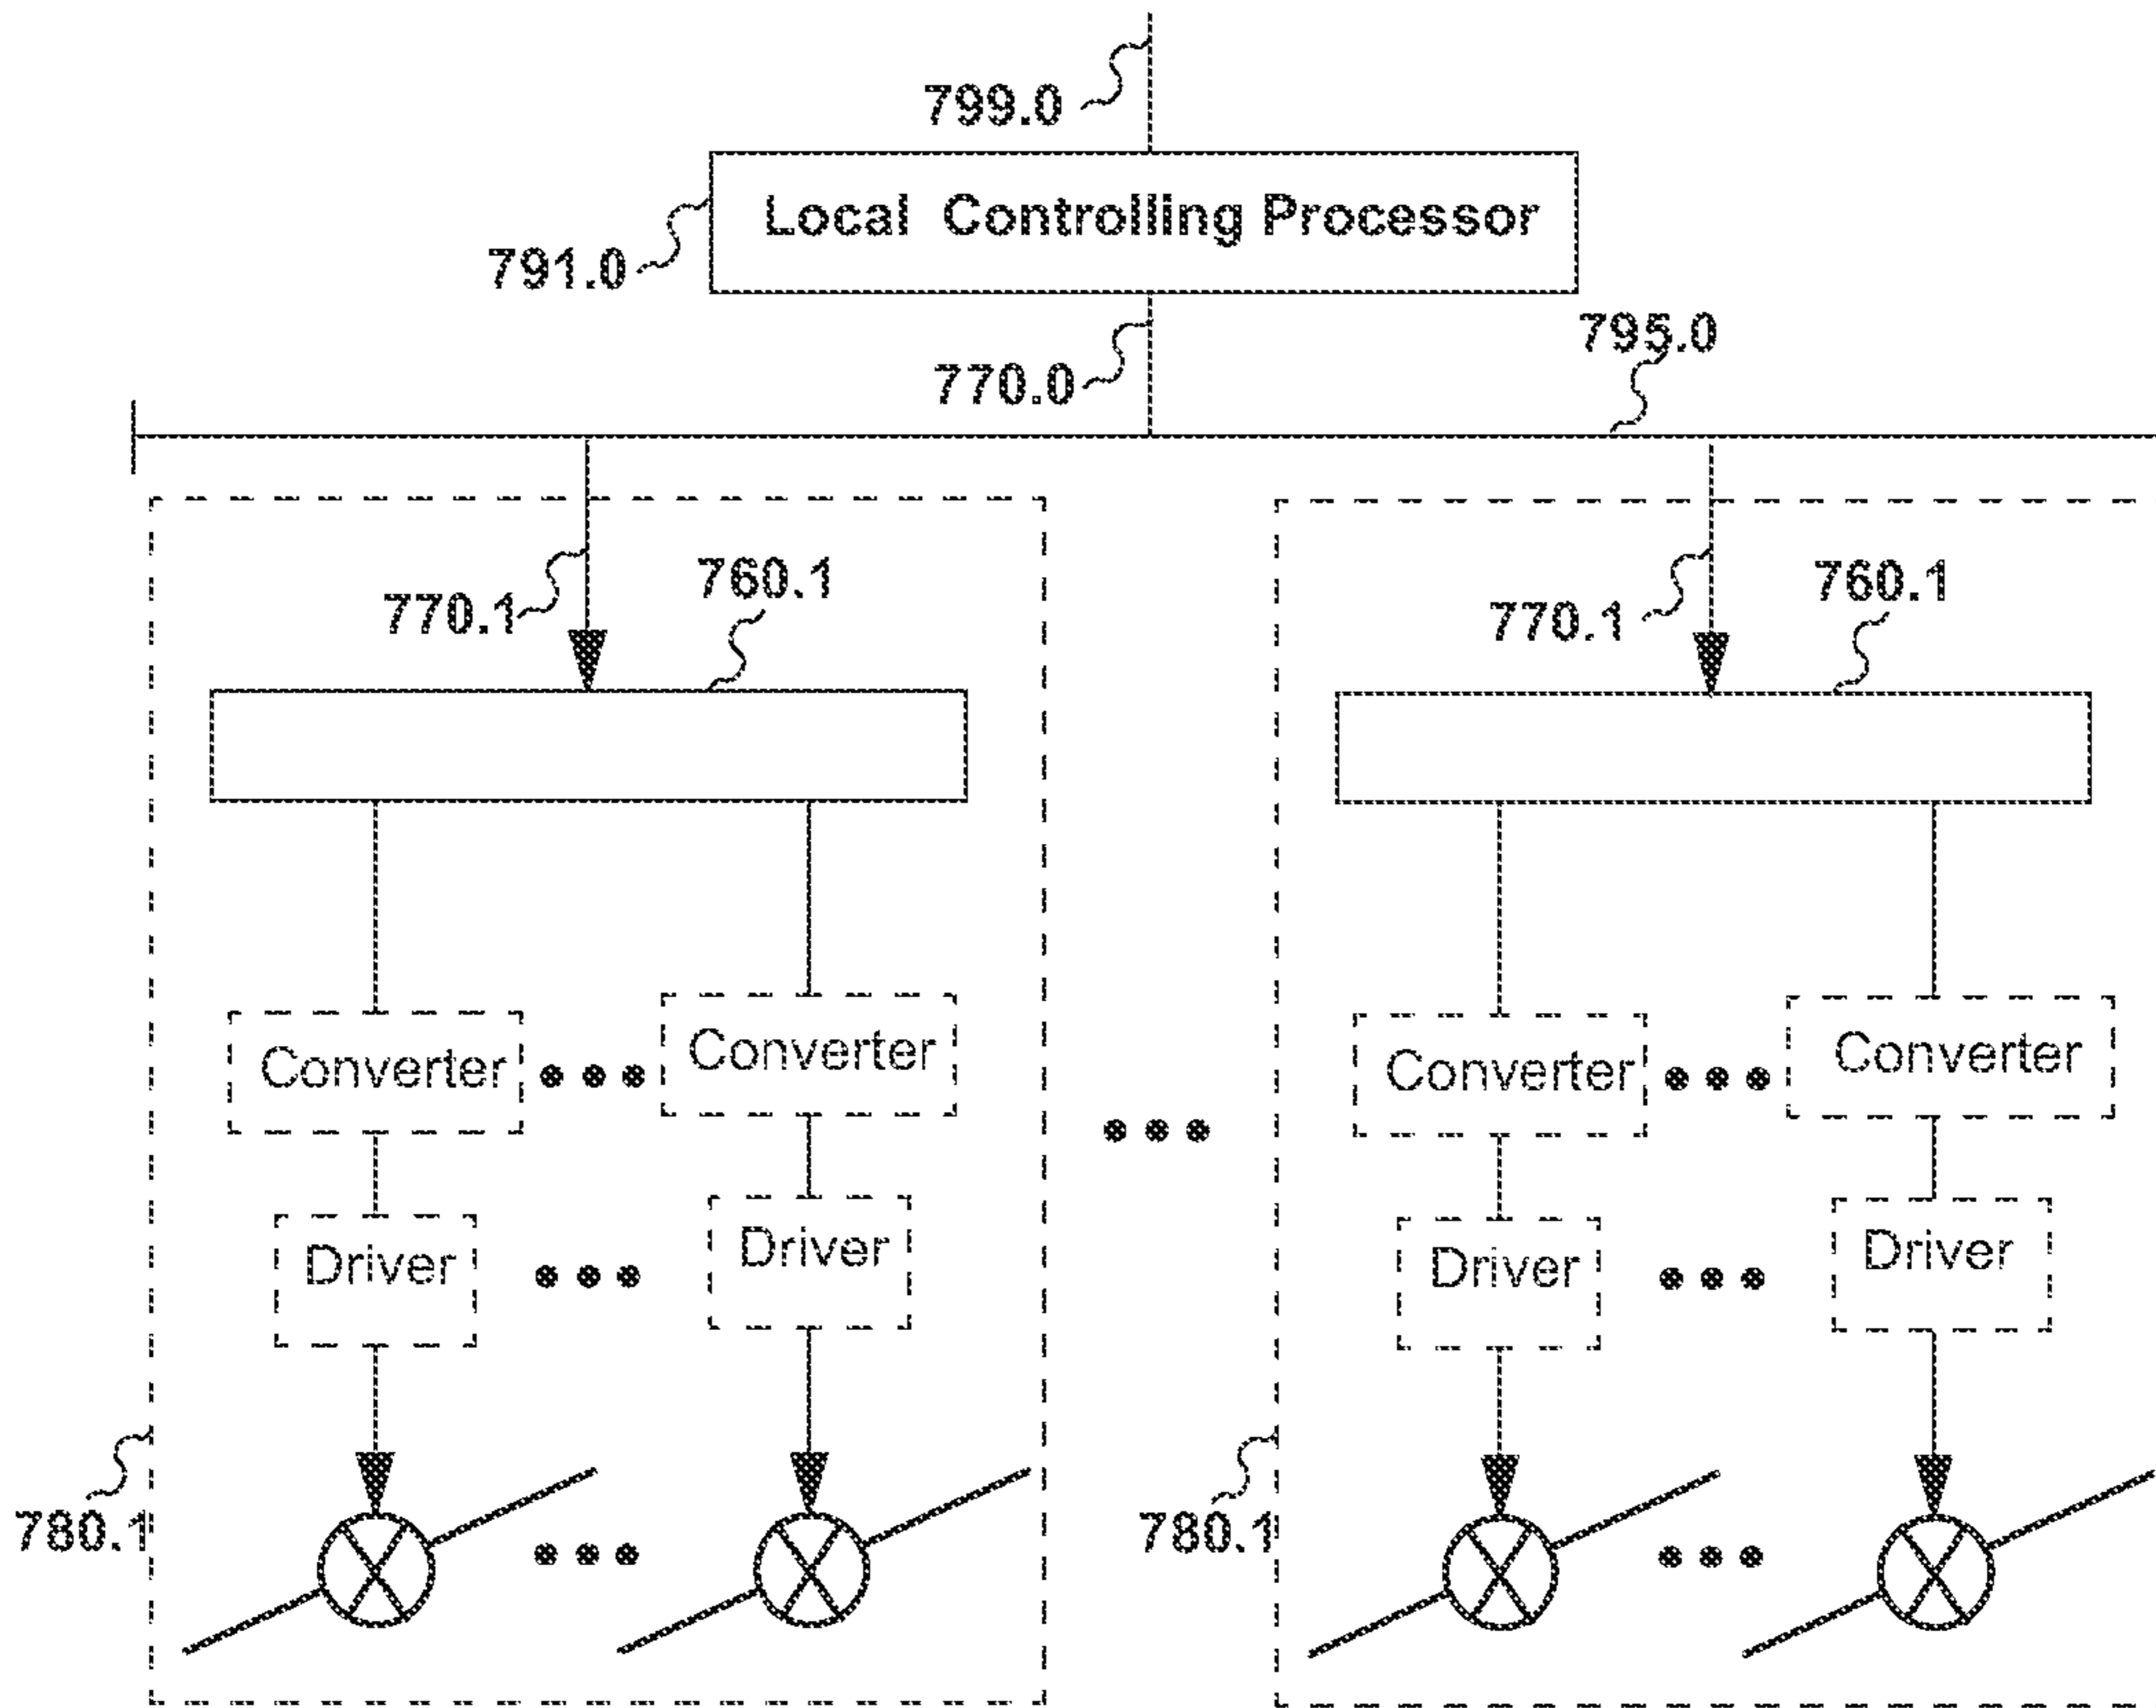 799.0
Local Controlling Processor
791.0
795.0
770.0
760.1
760.1
770.1
770.1
Converter
Converter
Converter
Converter
Driver
Driver
Driver
Driver
780.1
780.1